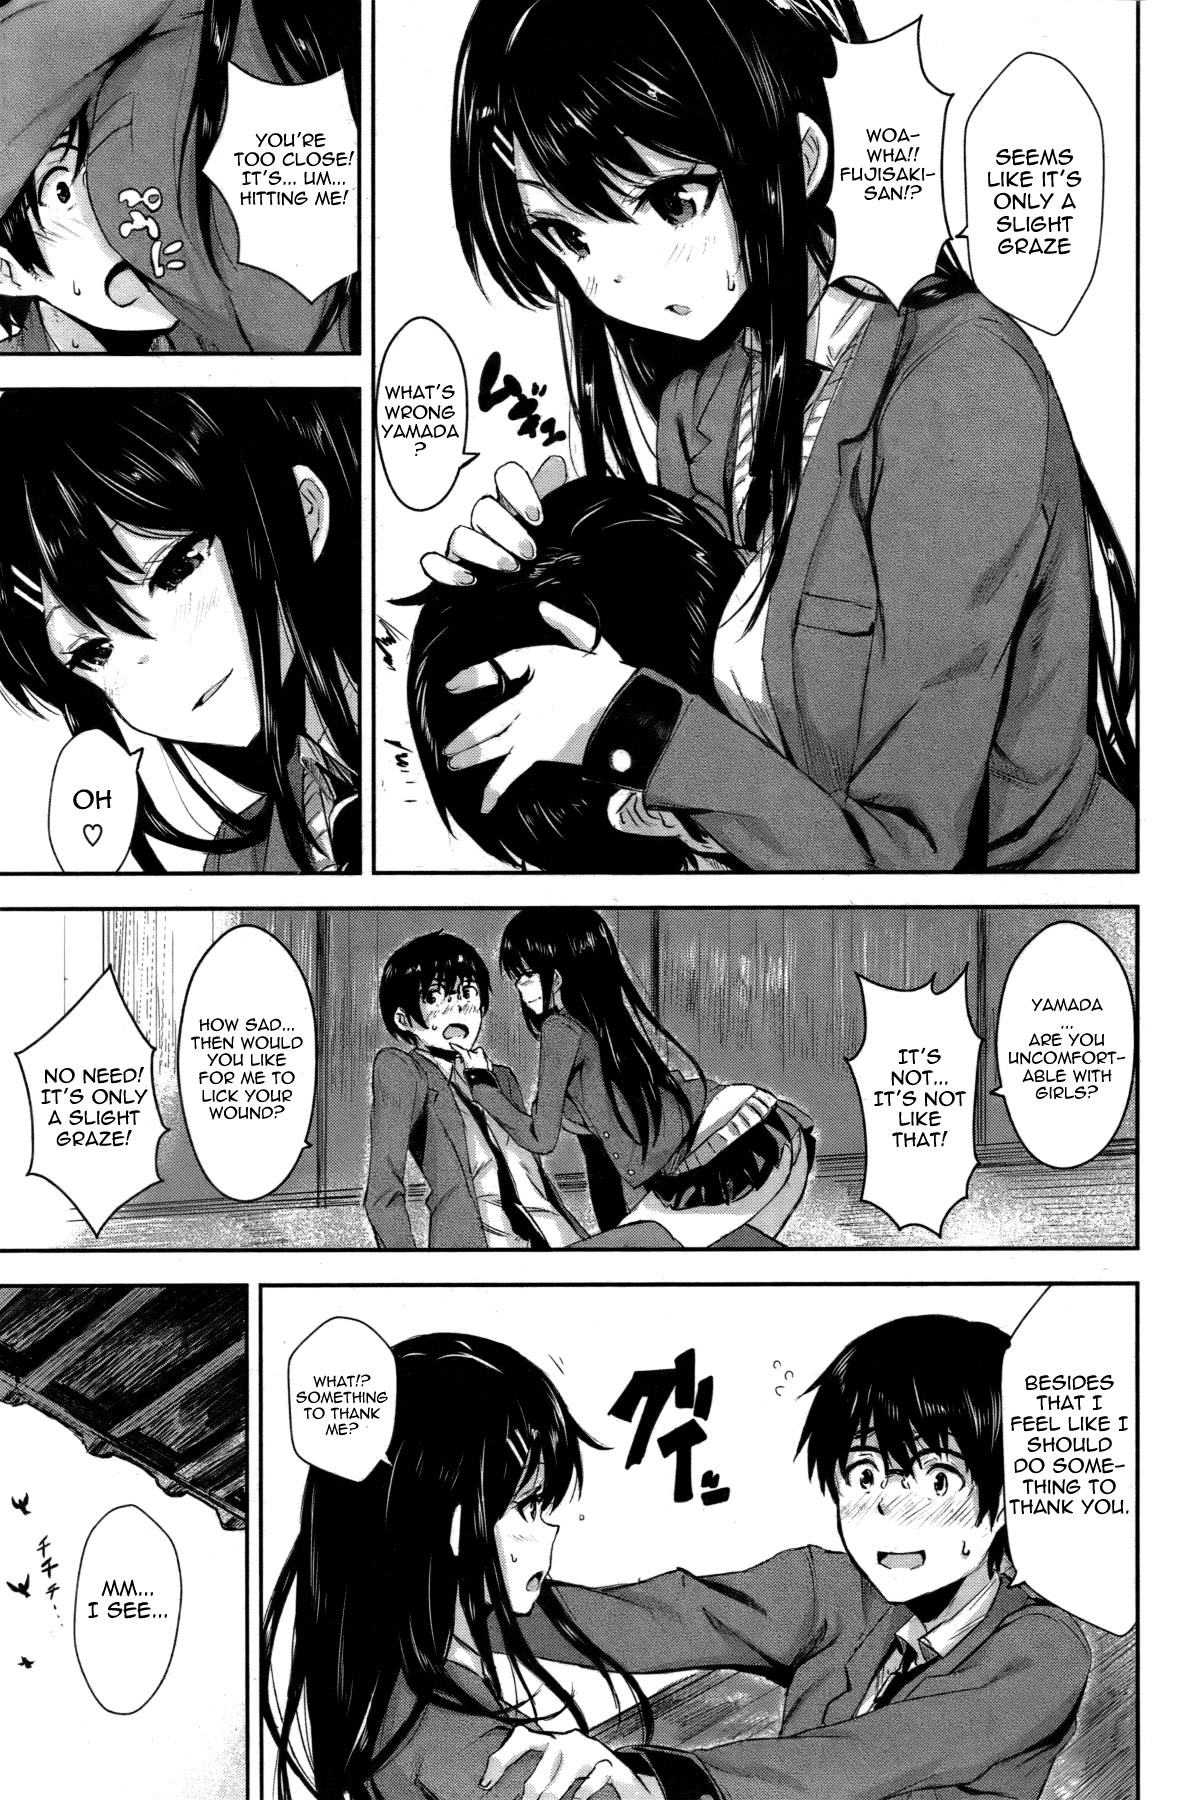 SEEMS
LIKE IT'S
ONLY A
SLIGHT
GRAZE
WOA-
WHA!!
FUJISAKI-
SAN!?
ムギュ
WHAT'S
WRONG
YAMADA
?
YOU'RE
TOO CLOSE!
IT'S... UM...
HITTING ME!
OH
♡
YAMADA
...
ARE YOU
UNCOMFORT-
ABLE WITH
GIRLS?
IT'S
NOT...
IT'S NOT
LIKE
THAT!
HOW SAD...
THEN WOULD
YOU LIKE
FOR ME TO
LICK YOUR
WOUND?
NO NEED!
IT'S ONLY
A SLIGHT
GRAZE!
BESIDES
THAT I
FEEL LIKE I
SHOULD
DO SOME-
THING TO
THANK YOU.
グイッ
WHAT!?
SOMETHING
TO THANK
ME?
チチチ...
MM...
I SEE...